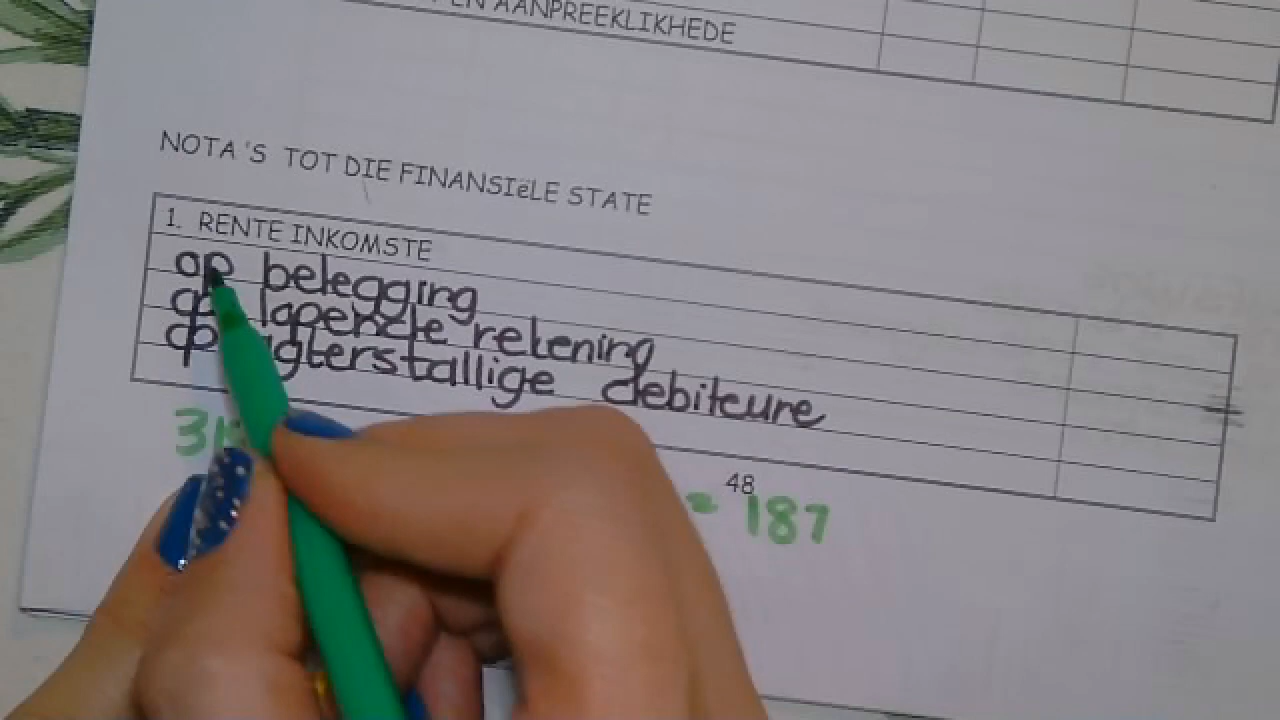 EN AANPREEKLIKHEDE
NOTA'S TOT DIE FINANSIëLE STATE
1. RENTE INKOMSTE
op belegging
op lopende rekening
op agterstallige debiteure
= 187
48